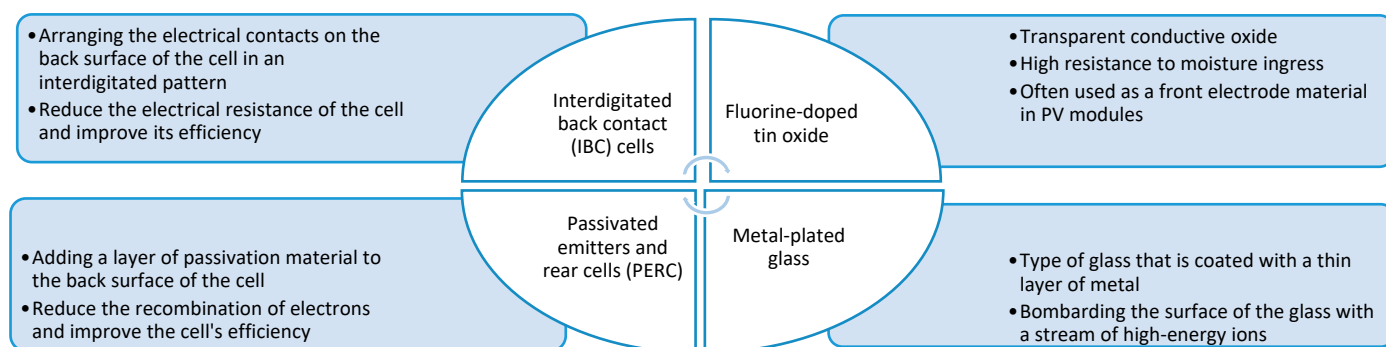 •Arranging the electrical contacts on the
back surface of the cell in an
interdigitated pattern
•Reduce the electrical resistance of the cell
and improve its efficiency
Interdigitated
back contact
(IBC) cells
Fluorine-doped
tin oxide
•Transparent conductive oxide
•High resistance to moisture ingress
•Often used as a front electrode material
in PV modules
•Adding a layer of passivation material to
the back surface of the cell
•Reduce the recombination of electrons
and improve the cell's efficiency
Passivated
emitters and
rear cells (PERC)
Metal-plated
glass
•Type of glass that is coated with a thin
layer of metal
•Bombarding the surface of the glass with
a stream of high-energy ions